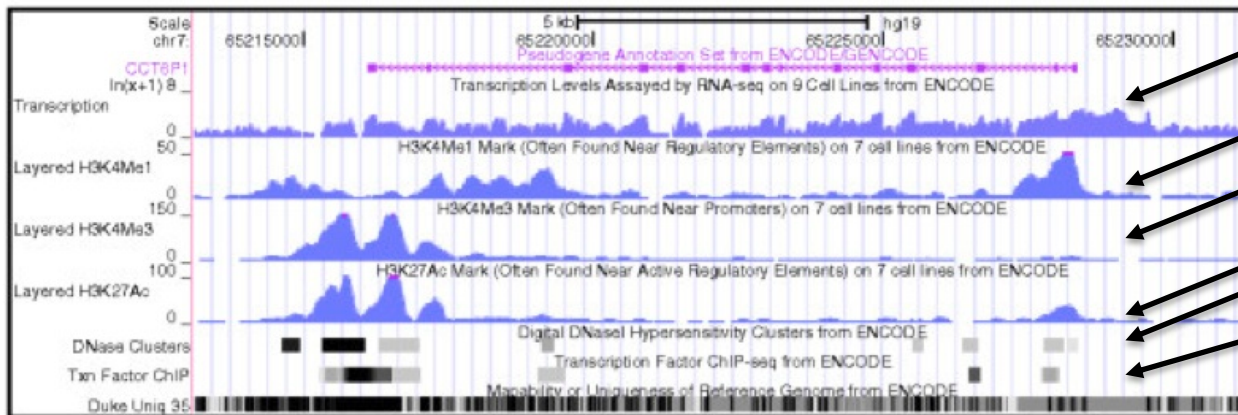 Scale 5 kb hg19
chr7: 65215000 65220000 65225000 65230000
Pseudogene Annotation Set from ENCODE/GENCODE
CCT6P1
ln(x+1) 8 Transcription Levels Assayed by RNA-seq on 9 Cell Lines from ENCODE
Transcription
0
50 H3K4Me1 Mark (Often Found Near Regulatory Elements) on 7 cell lines from ENCODE
Layered H3K4Me1
0
150 H3K4Me3 Mark (Often Found Near Promoters) on 7 cell lines from ENCODE
Layered H3K4Me3
0
100 H3K27Ac Mark (Often Found Near Active Regulatory Elements) on 7 cell lines from ENCODE
Layered H3K27Ac
0
Digital DNaseI Hypersensitivity Clusters from ENCODE
DNase Clusters
Transcription Factor ChIP-seq from ENCODE
Txn Factor ChIP
Mapability or Uniqueness of Reference Genome from ENCODE
Duke Uniq 35